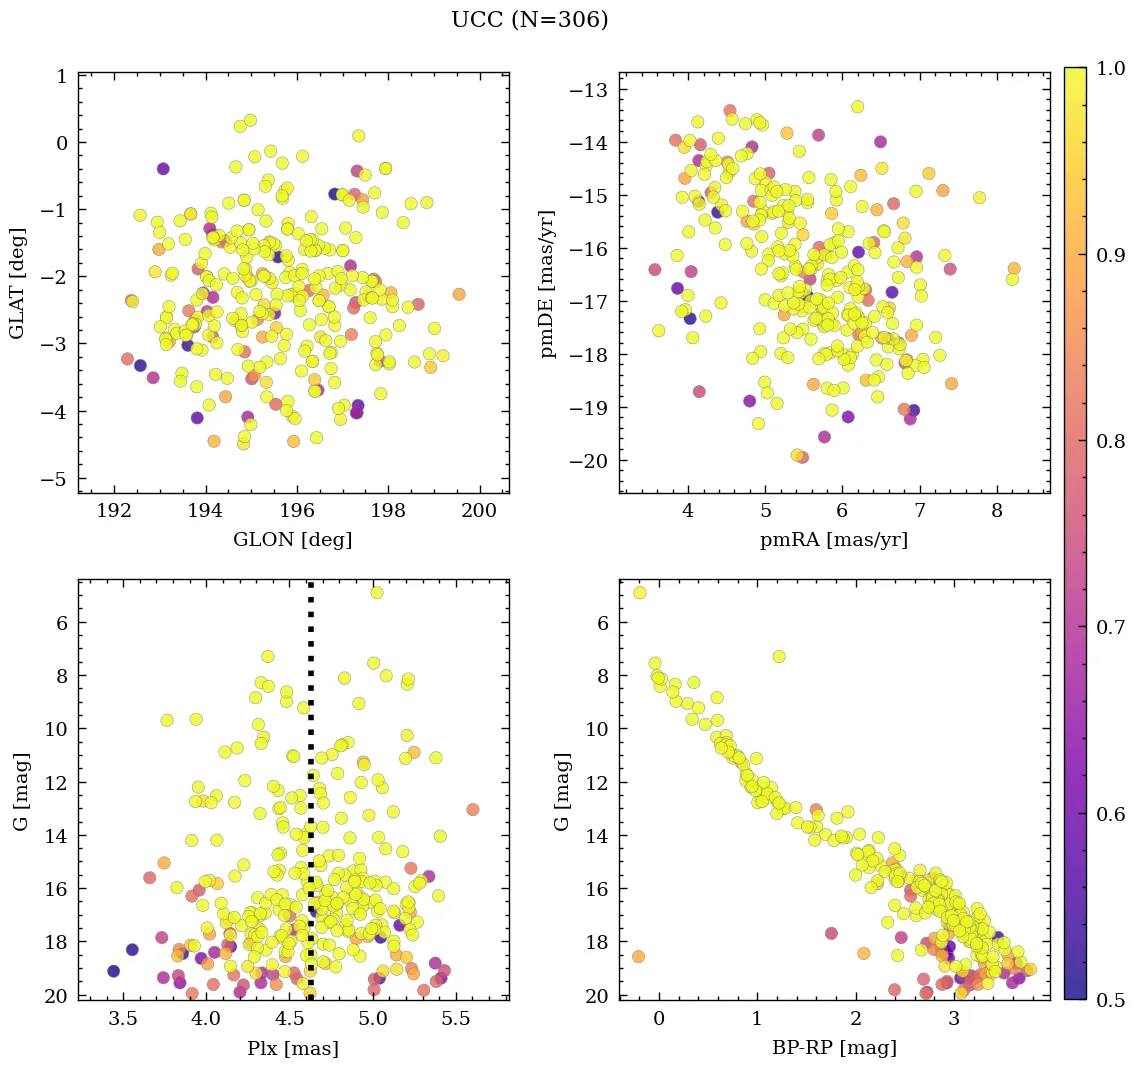 UCC (N=306)
1
0
−1
−2
−3
−4
−5
192 194 196 198 200
GLON [deg]
GLAT [deg]
−13
−14
−15
−16
−17
−18
−19
−20
4 5 6 7 8
pmRA [mas/yr]
pmDE [mas/yr]
6
8
10
12
14
16
18
20
3.5 4.0 4.5 5.0 5.5
Plx [mas]
G [mag]
6
8
10
12
14
16
18
20
0 1 2 3
BP-RP [mag]
G [mag]
1.0
0.9
0.8
0.7
0.6
0.5